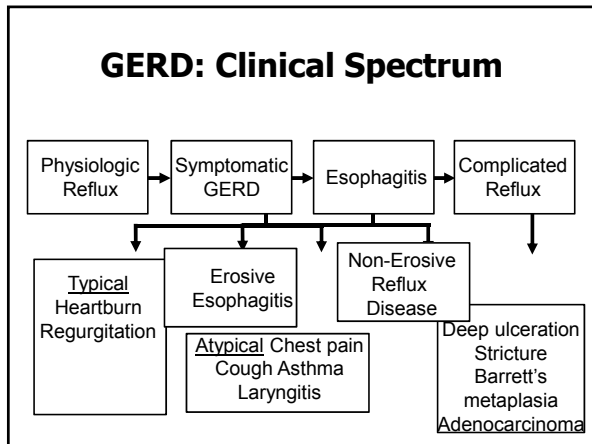 GERD: Clinical Spectrum
Physiologic
Reflux
Symptomatic
GERD
Esophagitis
Complicated
Reflux
Typical
Heartburn
Regurgitation
Erosive
Esophagitis
Atypical Chest pain
Cough Asthma
Laryngitis
Non-Erosive
Reflux
Disease
Deep ulceration
Stricture
Barrett's
metaplasia
Adenocarcinoma